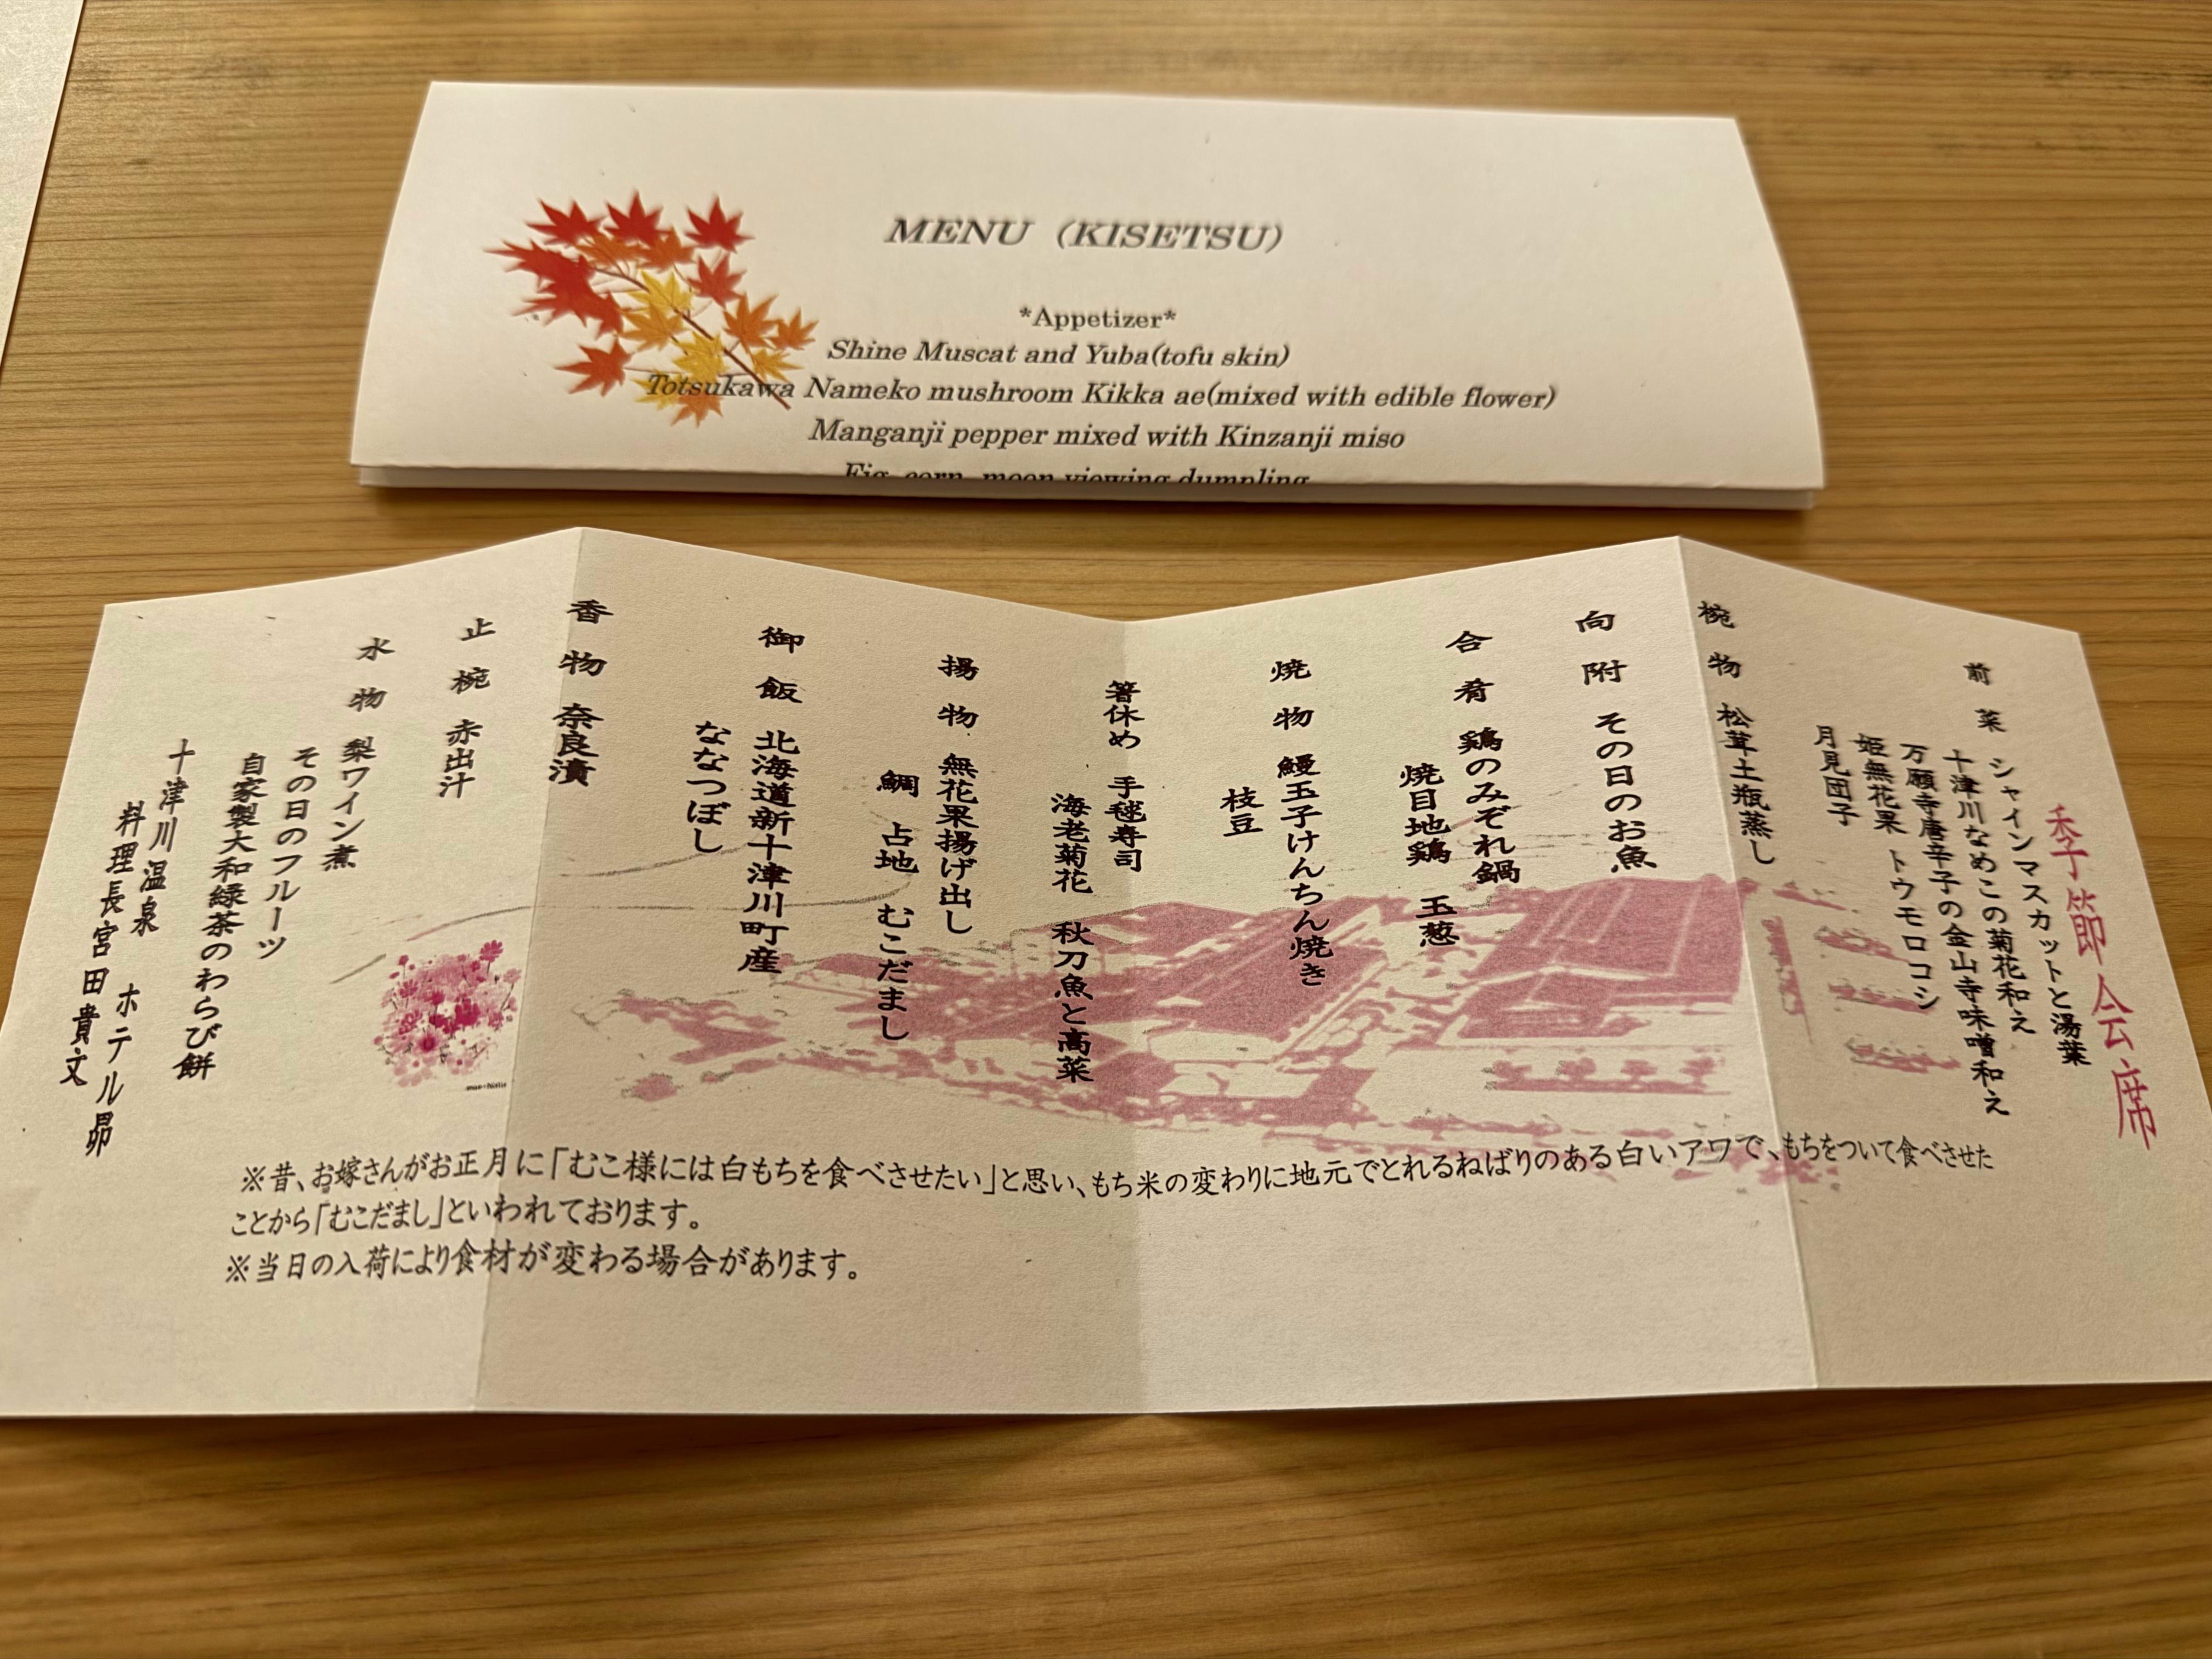 MENU (KISETSU)
*Appetizer*
Shine Muscat and Yuba(tofu skin)
Totsukawa Nameko mushroom Kikka ae(mixed with edible flower)
Manganji pepper mixed with Kinzanji miso
Fig, corn, moon viewing dumpling
季節会席
前菜 シャインマスカットと湯葉
十津川なめこの菊花和え
万願寺唐辛子の金山寺味噌和え
姫無花果 トウモロコシ
月見団子
椀物 松茸土瓶蒸し
向附 その日のお魚
合肴 鶏のみぞれ鍋
焼目地鶏 玉葱
焼物 鰻玉子けんちん焼き
枝豆
箸休め 手毬寿司
海老菊花 秋刀魚と高菜
揚物 無花果揚げ出し
鯛 占地 むこだまし
御飯 北海道新十津川町産
ななつぼし
香物 奈良漬
止椀 赤出汁
水物 梨ワイン煮
その日のフルーツ
自家製大和緑茶のわらび餅
十津川温泉 ホテル昴
料理長宮田貴文
※昔、お嫁さんがお正月に「むこ様には白もちを食べさせたい」と思い、もち米の変わりに地元でとれるねばりのある白いアワで、もちをついて食べさせた
ことから「むこだまし」といわれております。
※当日の入荷により食材が変わる場合があります。